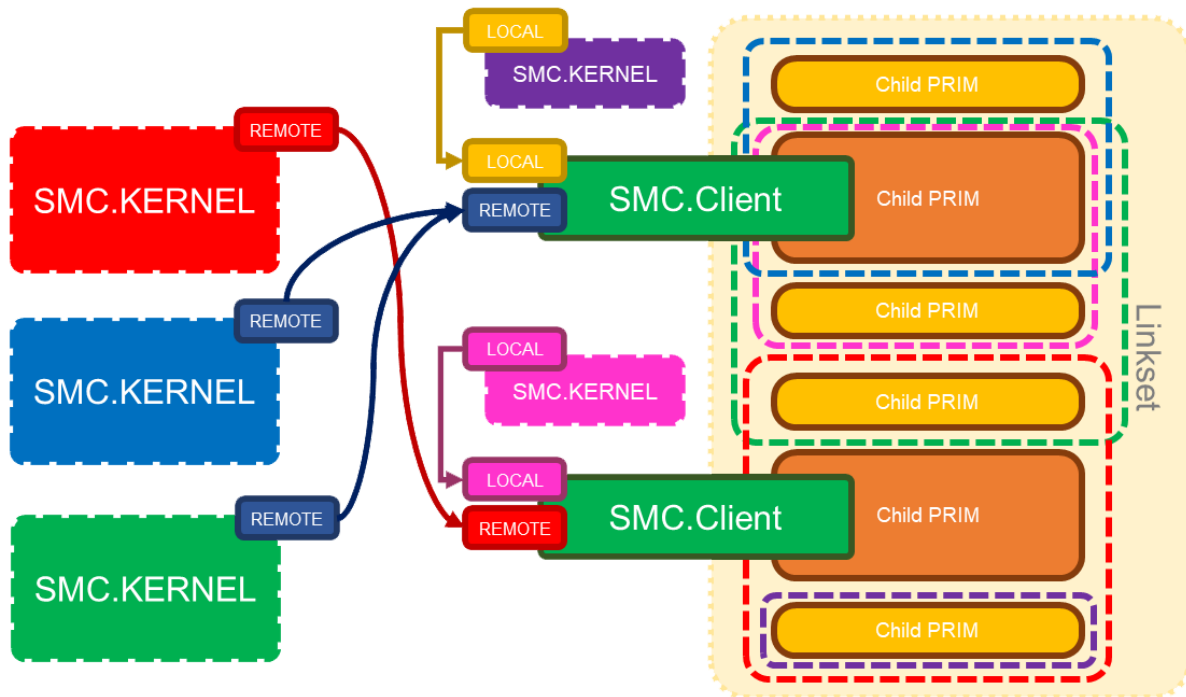 LOCAL
SMC.KERNEL
Child PRIM
REMOTE
SMC.KERNEL
LOCAL
REMOTE
SMC.Client
Child PRIM
REMOTE
SMC.KERNEL
LOCAL
SMC.KERNEL
Child PRIM
Linkset
Child PRIM
REMOTE
SMC.KERNEL
LOCAL
REMOTE
SMC.Client
Child PRIM
Child PRIM